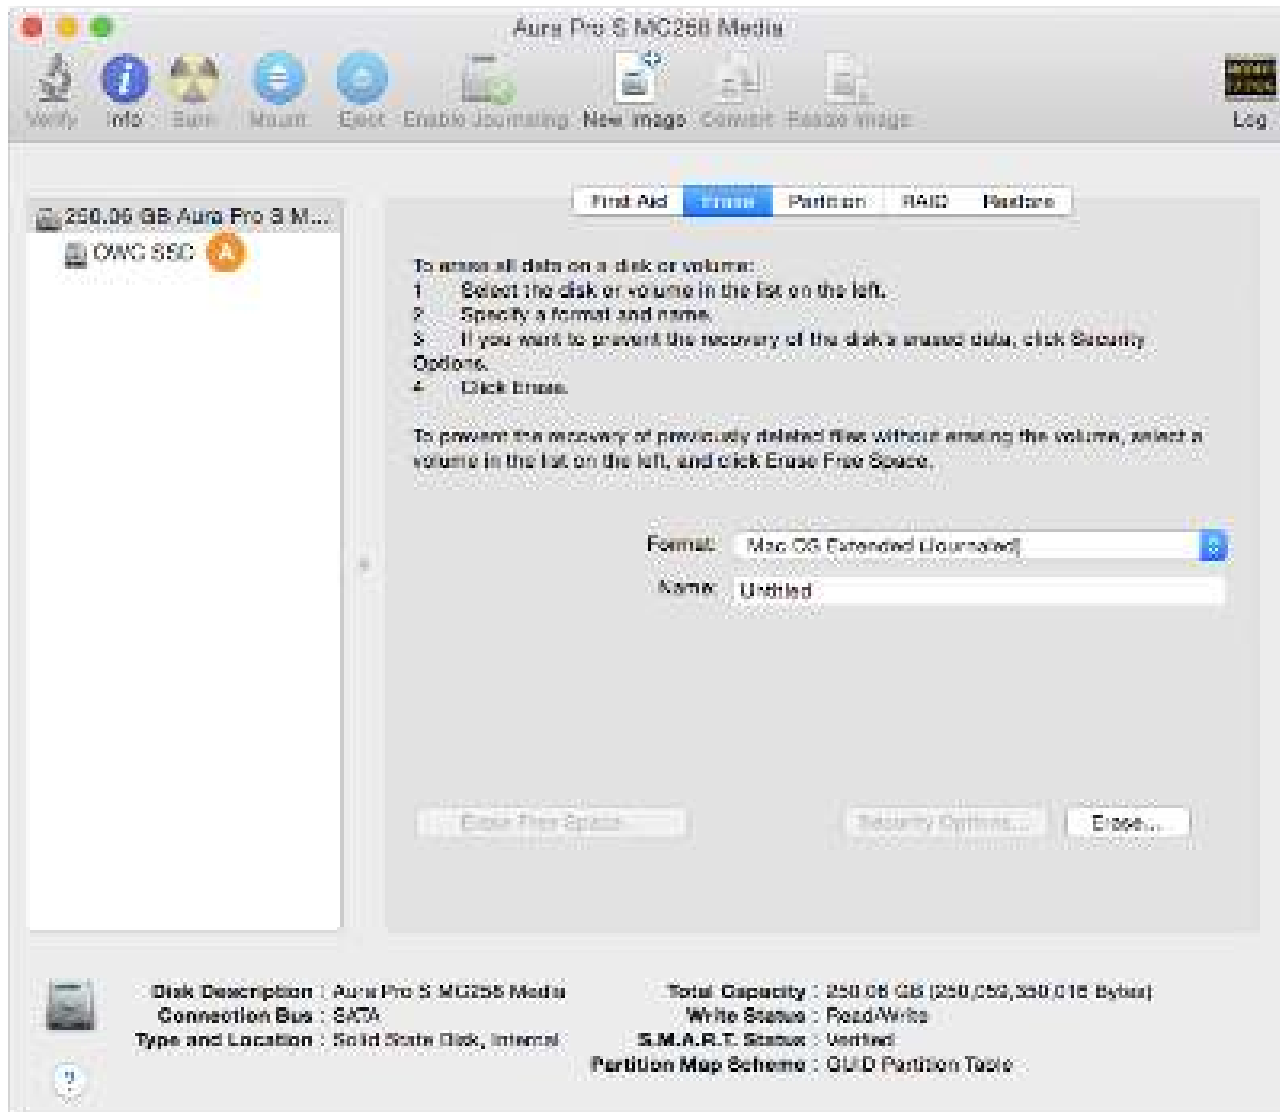 Aura Pro S MC256 Media
Verify Info Burn Mount Eject Enable Journaling New Image Convert Resize Image
Log
First Aid Erase Partition RAID Restore
250.06 GB Aura Pro S M...
OWC SSD A
To erase all data on a disk or volume:
1 Select the disk or volume in the list on the left.
2 Specify a format and name.
3 If you want to prevent the recovery of the disk's erased data, click Security
Options.
4 Click Erase.
To prevent the recovery of previously deleted files without erasing the volume, select a
volume in the list on the left, and click Erase Free Space.
Format: Mac OS Extended (Journaled)
Name: Untitled
Erase Free Space... Security Options... Erase...
Disk Description : Aura Pro S MC256 Media
Connection Bus : SATA
Type and Location : Solid State Disk, Internal
Total Capacity : 250.06 GB
Write Status : Read/Write
S.M.A.R.T. Status : Verified
Partition Map Scheme : GUID Partition Table
?